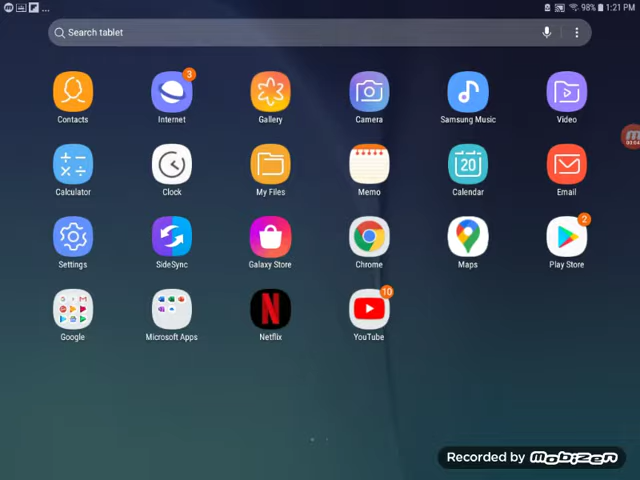 98% 1:21 PM
Search tablet
3
Contacts Internet Gallery Camera Samsung Music Video
20
Calculator Clock My Files Memo Calendar Email
2
Settings SideSync Galaxy Store Chrome Maps Play Store
10
Google Microsoft Apps Netflix YouTube
Recorded by Mobizen